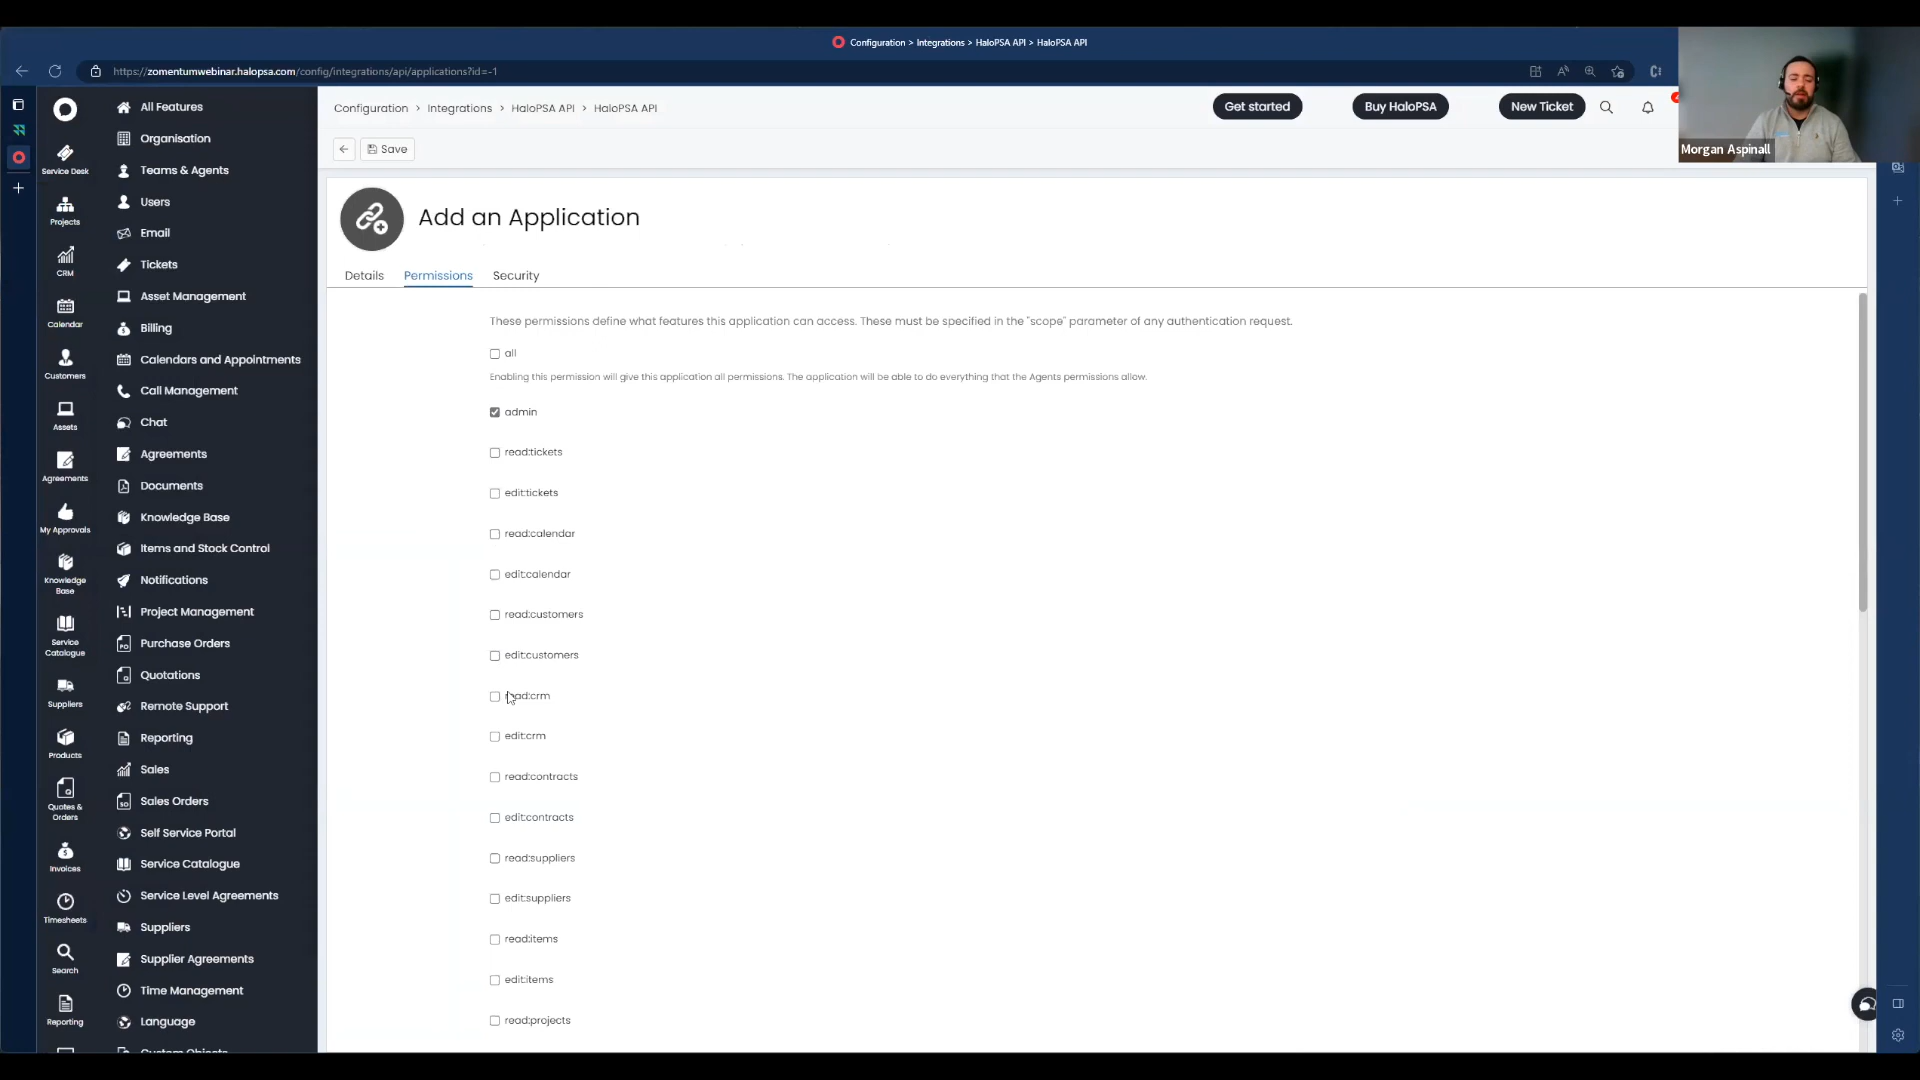 Configuration > Integrations > HaloPSA API > HaloPSA API
https://zomentumwebinar.halopsa.com/config/integrations/api/applications?id=-1
Configuration > Integrations > HaloPSA API > HaloPSA API
Get started
Buy HaloPSA
New Ticket
Morgan Aspinall
Save
Add an Application
Details
Permissions
Security
These permissions define what features this application can access. These must be specified in the "scope" parameter of any authentication request.
all
Enabling this permission will give this application all permissions. The application will be able to do everything that the Agents permissions allow.
admin
read:tickets
edit:tickets
read:calendar
edit:calendar
read:customers
edit:customers
read:crm
edit:crm
read:contracts
edit:contracts
read:suppliers
edit:suppliers
read:items
edit:items
read:projects
Service Desk
Projects
CRM
Calendar
Customers
Assets
Agreements
My Approvals
Knowledge
Base
Service
Catalogue
Suppliers
Products
Quotes &
Orders
Invoices
Timesheets
Search
Reporting
All Features
Organisation
Teams & Agents
Users
Email
Tickets
Asset Management
Billing
Calendars and Appointments
Call Management
Chat
Agreements
Documents
Knowledge Base
Items and Stock Control
Notifications
Project Management
Purchase Orders
Quotations
Remote Support
Reporting
Sales
Sales Orders
Self Service Portal
Service Catalogue
Service Level Agreements
Suppliers
Supplier Agreements
Time Management
Language
Custom Objects